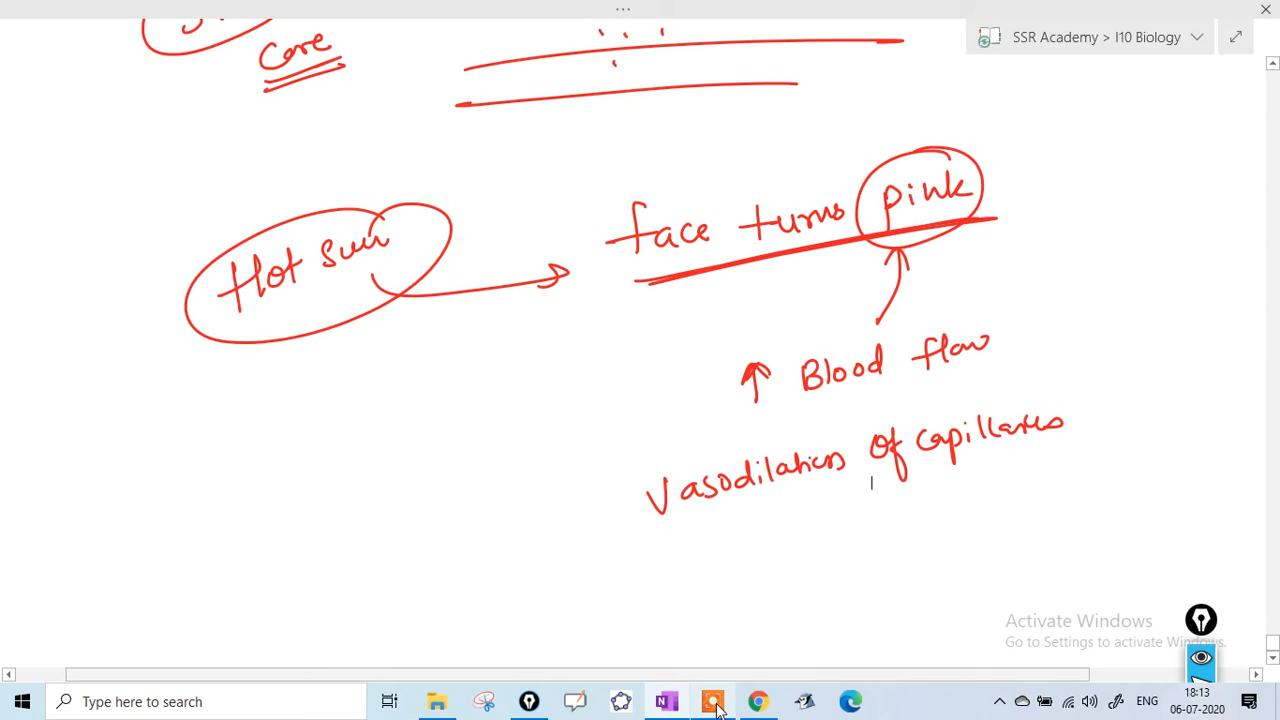 SSR Academy > I10 Biology
Core
Hot sun
face turns pink
↑ Blood flow
Vasodilation of capillaries
Activate Windows
Go to Settings to activate Windows.
Type here to search
ENG
18:13
06-07-2020